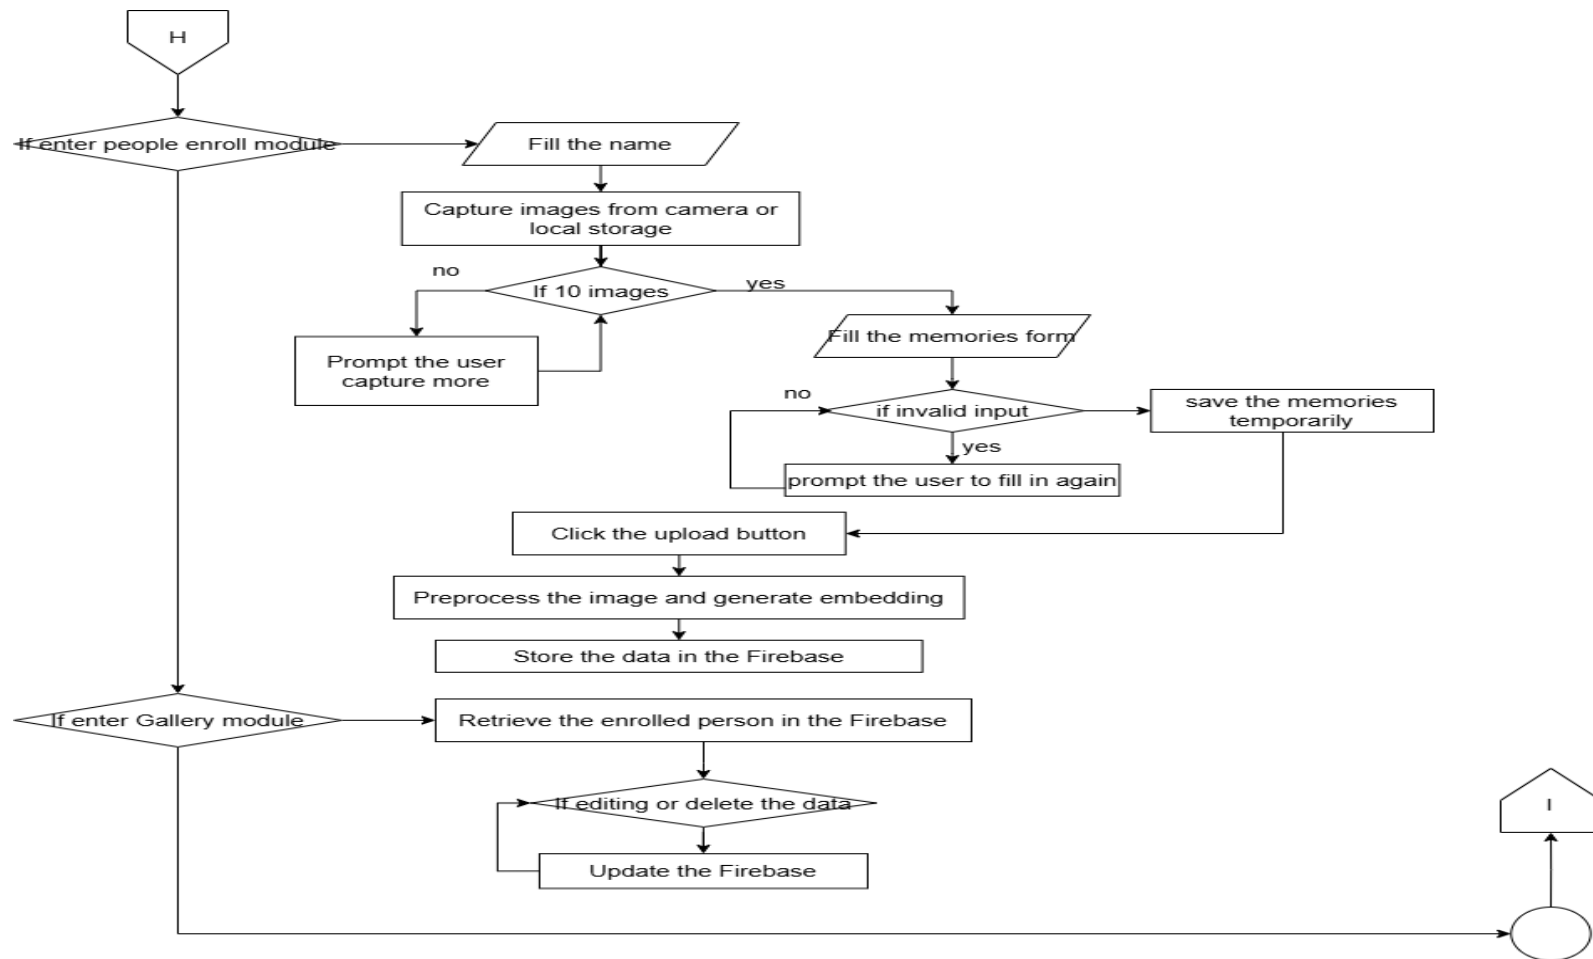 H
If enter people enroll module
Fill the name
Capture images from camera or
local storage
no
If 10 images
yes
Prompt the user
capture more
Fill the memories form
no
if invalid input
save the memories
temporarily
yes
prompt the user to fill in again
Click the upload button
Preprocess the image and generate embedding
Store the data in the Firebase
If enter Gallery module
Retrieve the enrolled person in the Firebase
If editing or delete the data
I
Update the Firebase